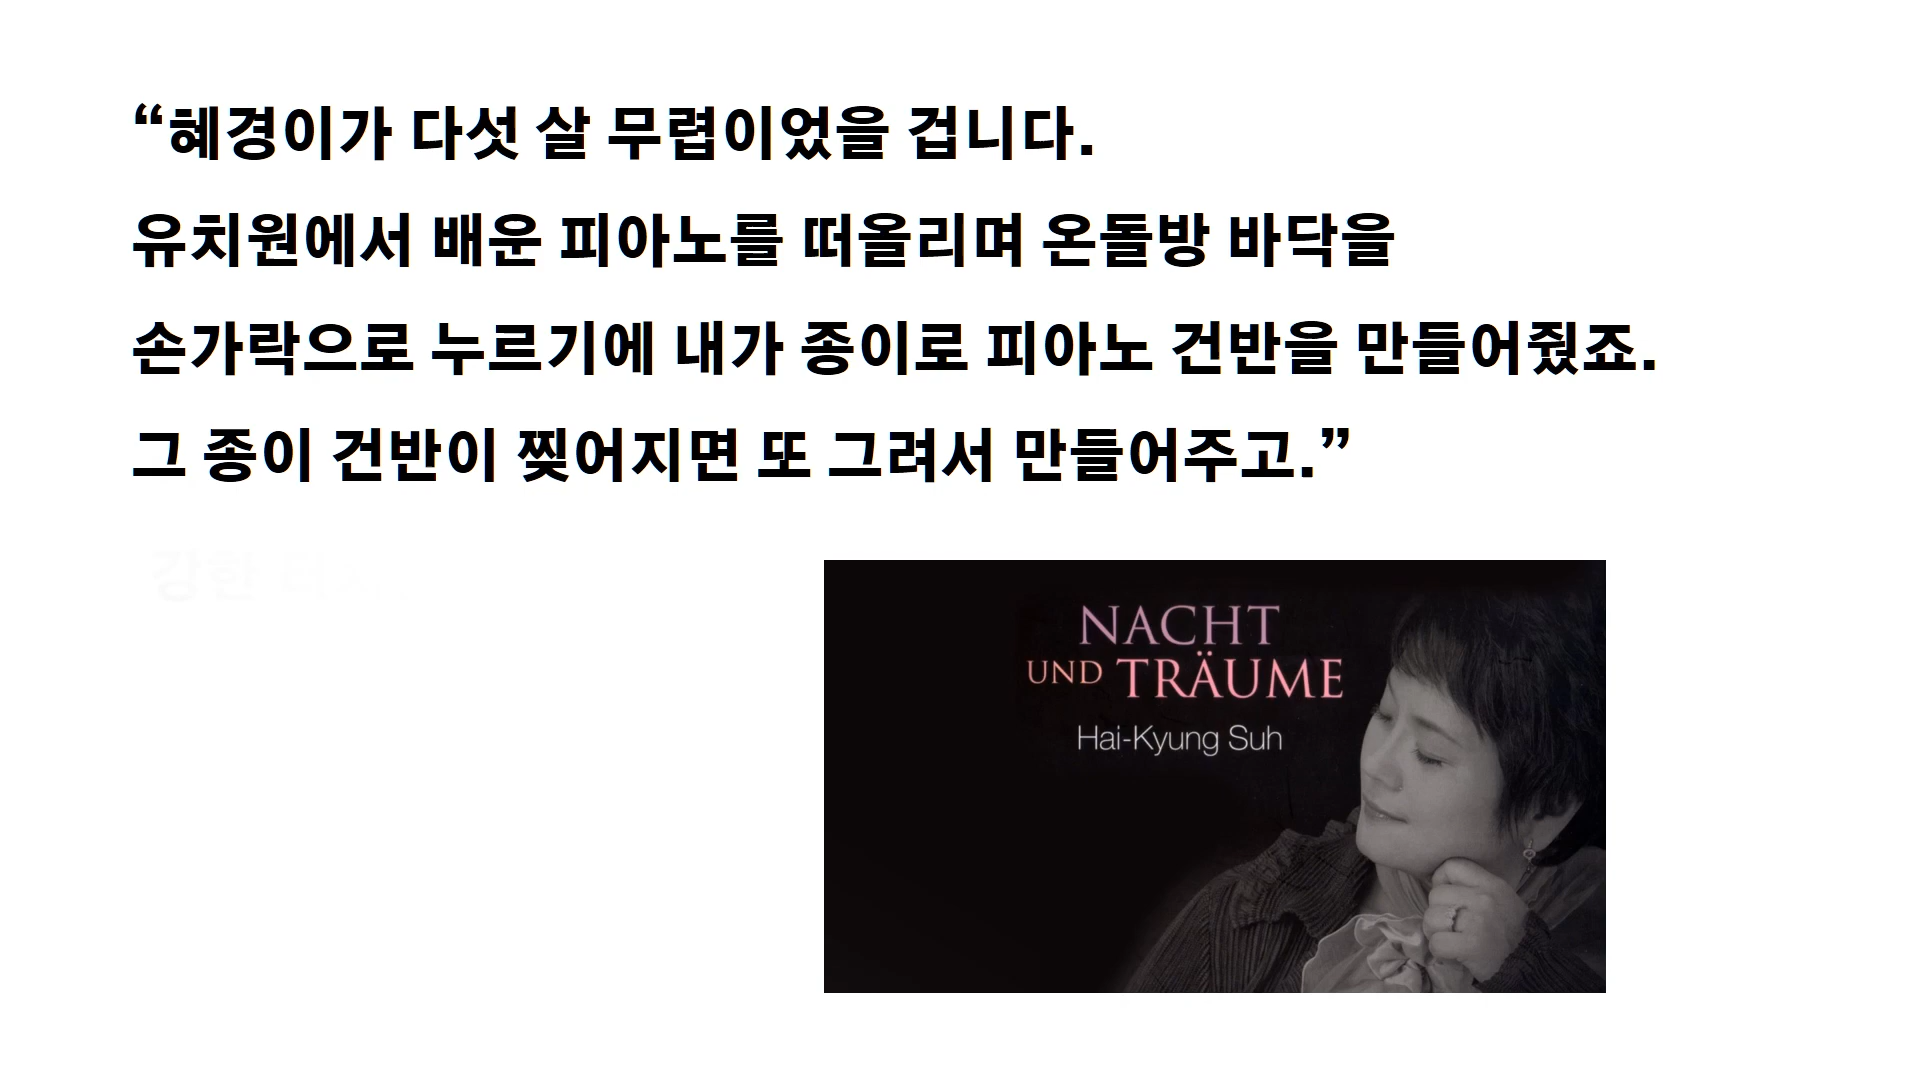 “혜경이가 다섯 살 무렵이었을 겁니다.
유치원에서 배운 피아노를 떠올리며 온돌방 바닥을
손가락으로 누르기에 내가 종이로 피아노 건반을 만들어줬죠.
그 종이 건반이 찢어지면 또 그려서 만들어주고.”
강한
NACHT
UND TRÄUME
Hai-Kyung Suh